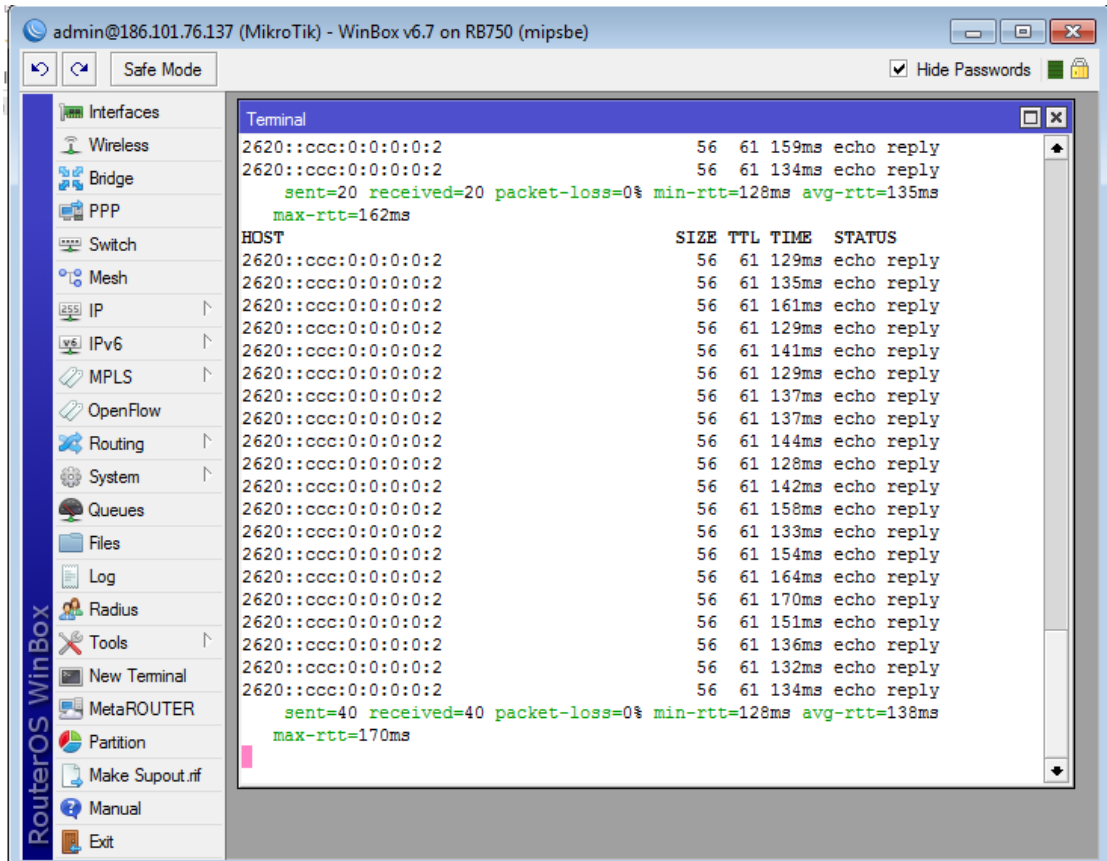 admin@186.101.76.137 (MikroTik) - WinBox v6.7 on RB750 (mipsbe)
Safe Mode
Hide Passwords
RouterOS WinBox
Interfaces
Wireless
Bridge
PPP
Switch
Mesh
IP
IPv6
MPLS
OpenFlow
Routing
System
Queues
Files
Log
Radius
Tools
New Terminal
MetaROUTER
Partition
Make Supout.rif
Manual
Exit
Terminal
2620::ccc:0:0:0:0:2 56 61 159ms echo reply
2620::ccc:0:0:0:0:2 56 61 134ms echo reply
sent=20 received=20 packet-loss=0% min-rtt=128ms avg-rtt=135ms
max-rtt=162ms
HOST SIZE TTL TIME STATUS
2620::ccc:0:0:0:0:2 56 61 129ms echo reply
2620::ccc:0:0:0:0:2 56 61 135ms echo reply
2620::ccc:0:0:0:0:2 56 61 161ms echo reply
2620::ccc:0:0:0:0:2 56 61 129ms echo reply
2620::ccc:0:0:0:0:2 56 61 141ms echo reply
2620::ccc:0:0:0:0:2 56 61 129ms echo reply
2620::ccc:0:0:0:0:2 56 61 137ms echo reply
2620::ccc:0:0:0:0:2 56 61 137ms echo reply
2620::ccc:0:0:0:0:2 56 61 144ms echo reply
2620::ccc:0:0:0:0:2 56 61 128ms echo reply
2620::ccc:0:0:0:0:2 56 61 142ms echo reply
2620::ccc:0:0:0:0:2 56 61 158ms echo reply
2620::ccc:0:0:0:0:2 56 61 133ms echo reply
2620::ccc:0:0:0:0:2 56 61 154ms echo reply
2620::ccc:0:0:0:0:2 56 61 164ms echo reply
2620::ccc:0:0:0:0:2 56 61 170ms echo reply
2620::ccc:0:0:0:0:2 56 61 151ms echo reply
2620::ccc:0:0:0:0:2 56 61 136ms echo reply
2620::ccc:0:0:0:0:2 56 61 132ms echo reply
2620::ccc:0:0:0:0:2 56 61 134ms echo reply
sent=40 received=40 packet-loss=0% min-rtt=128ms avg-rtt=138ms
max-rtt=170ms